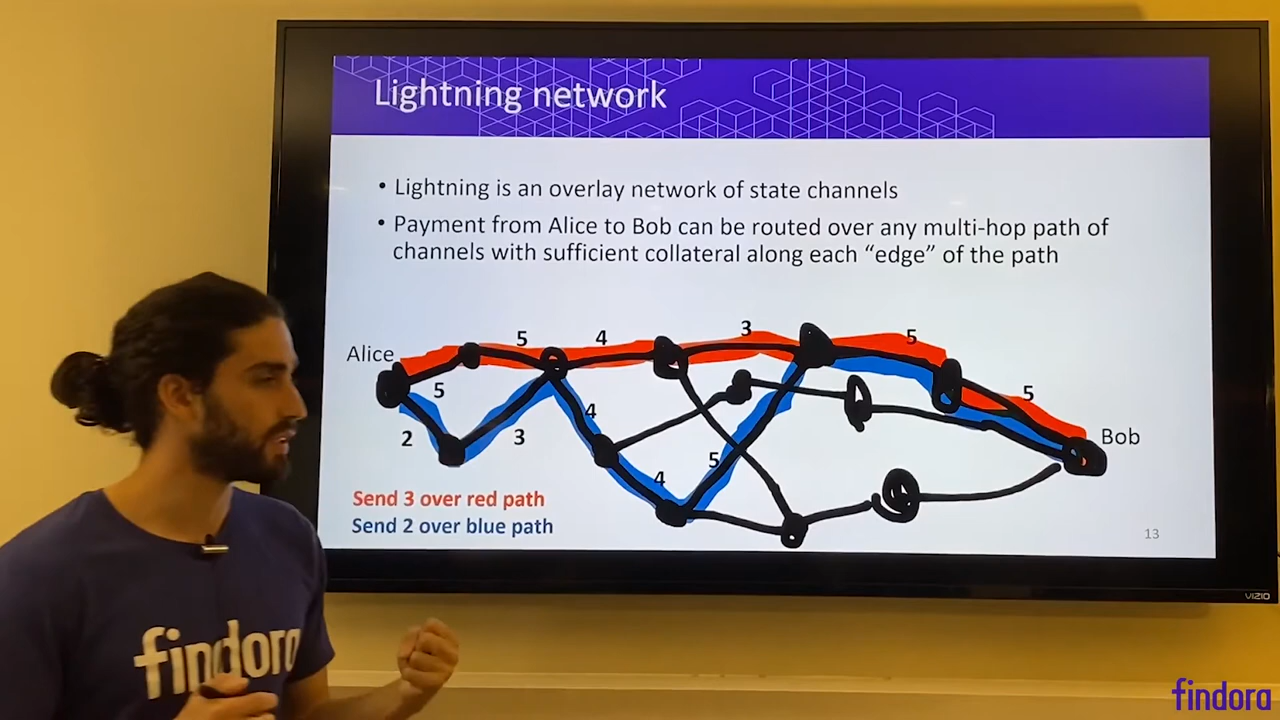 Lightning network
• Lightning is an overlay network of state channels
• Payment from Alice to Bob can be routed over any multi-hop path of
channels with sufficient collateral along each “edge” of the path
Alice
5
4
3
5
5
5
2
3
4
4
5
Bob
Send 3 over red path
Send 2 over blue path
13
VIZIO
findora
findora